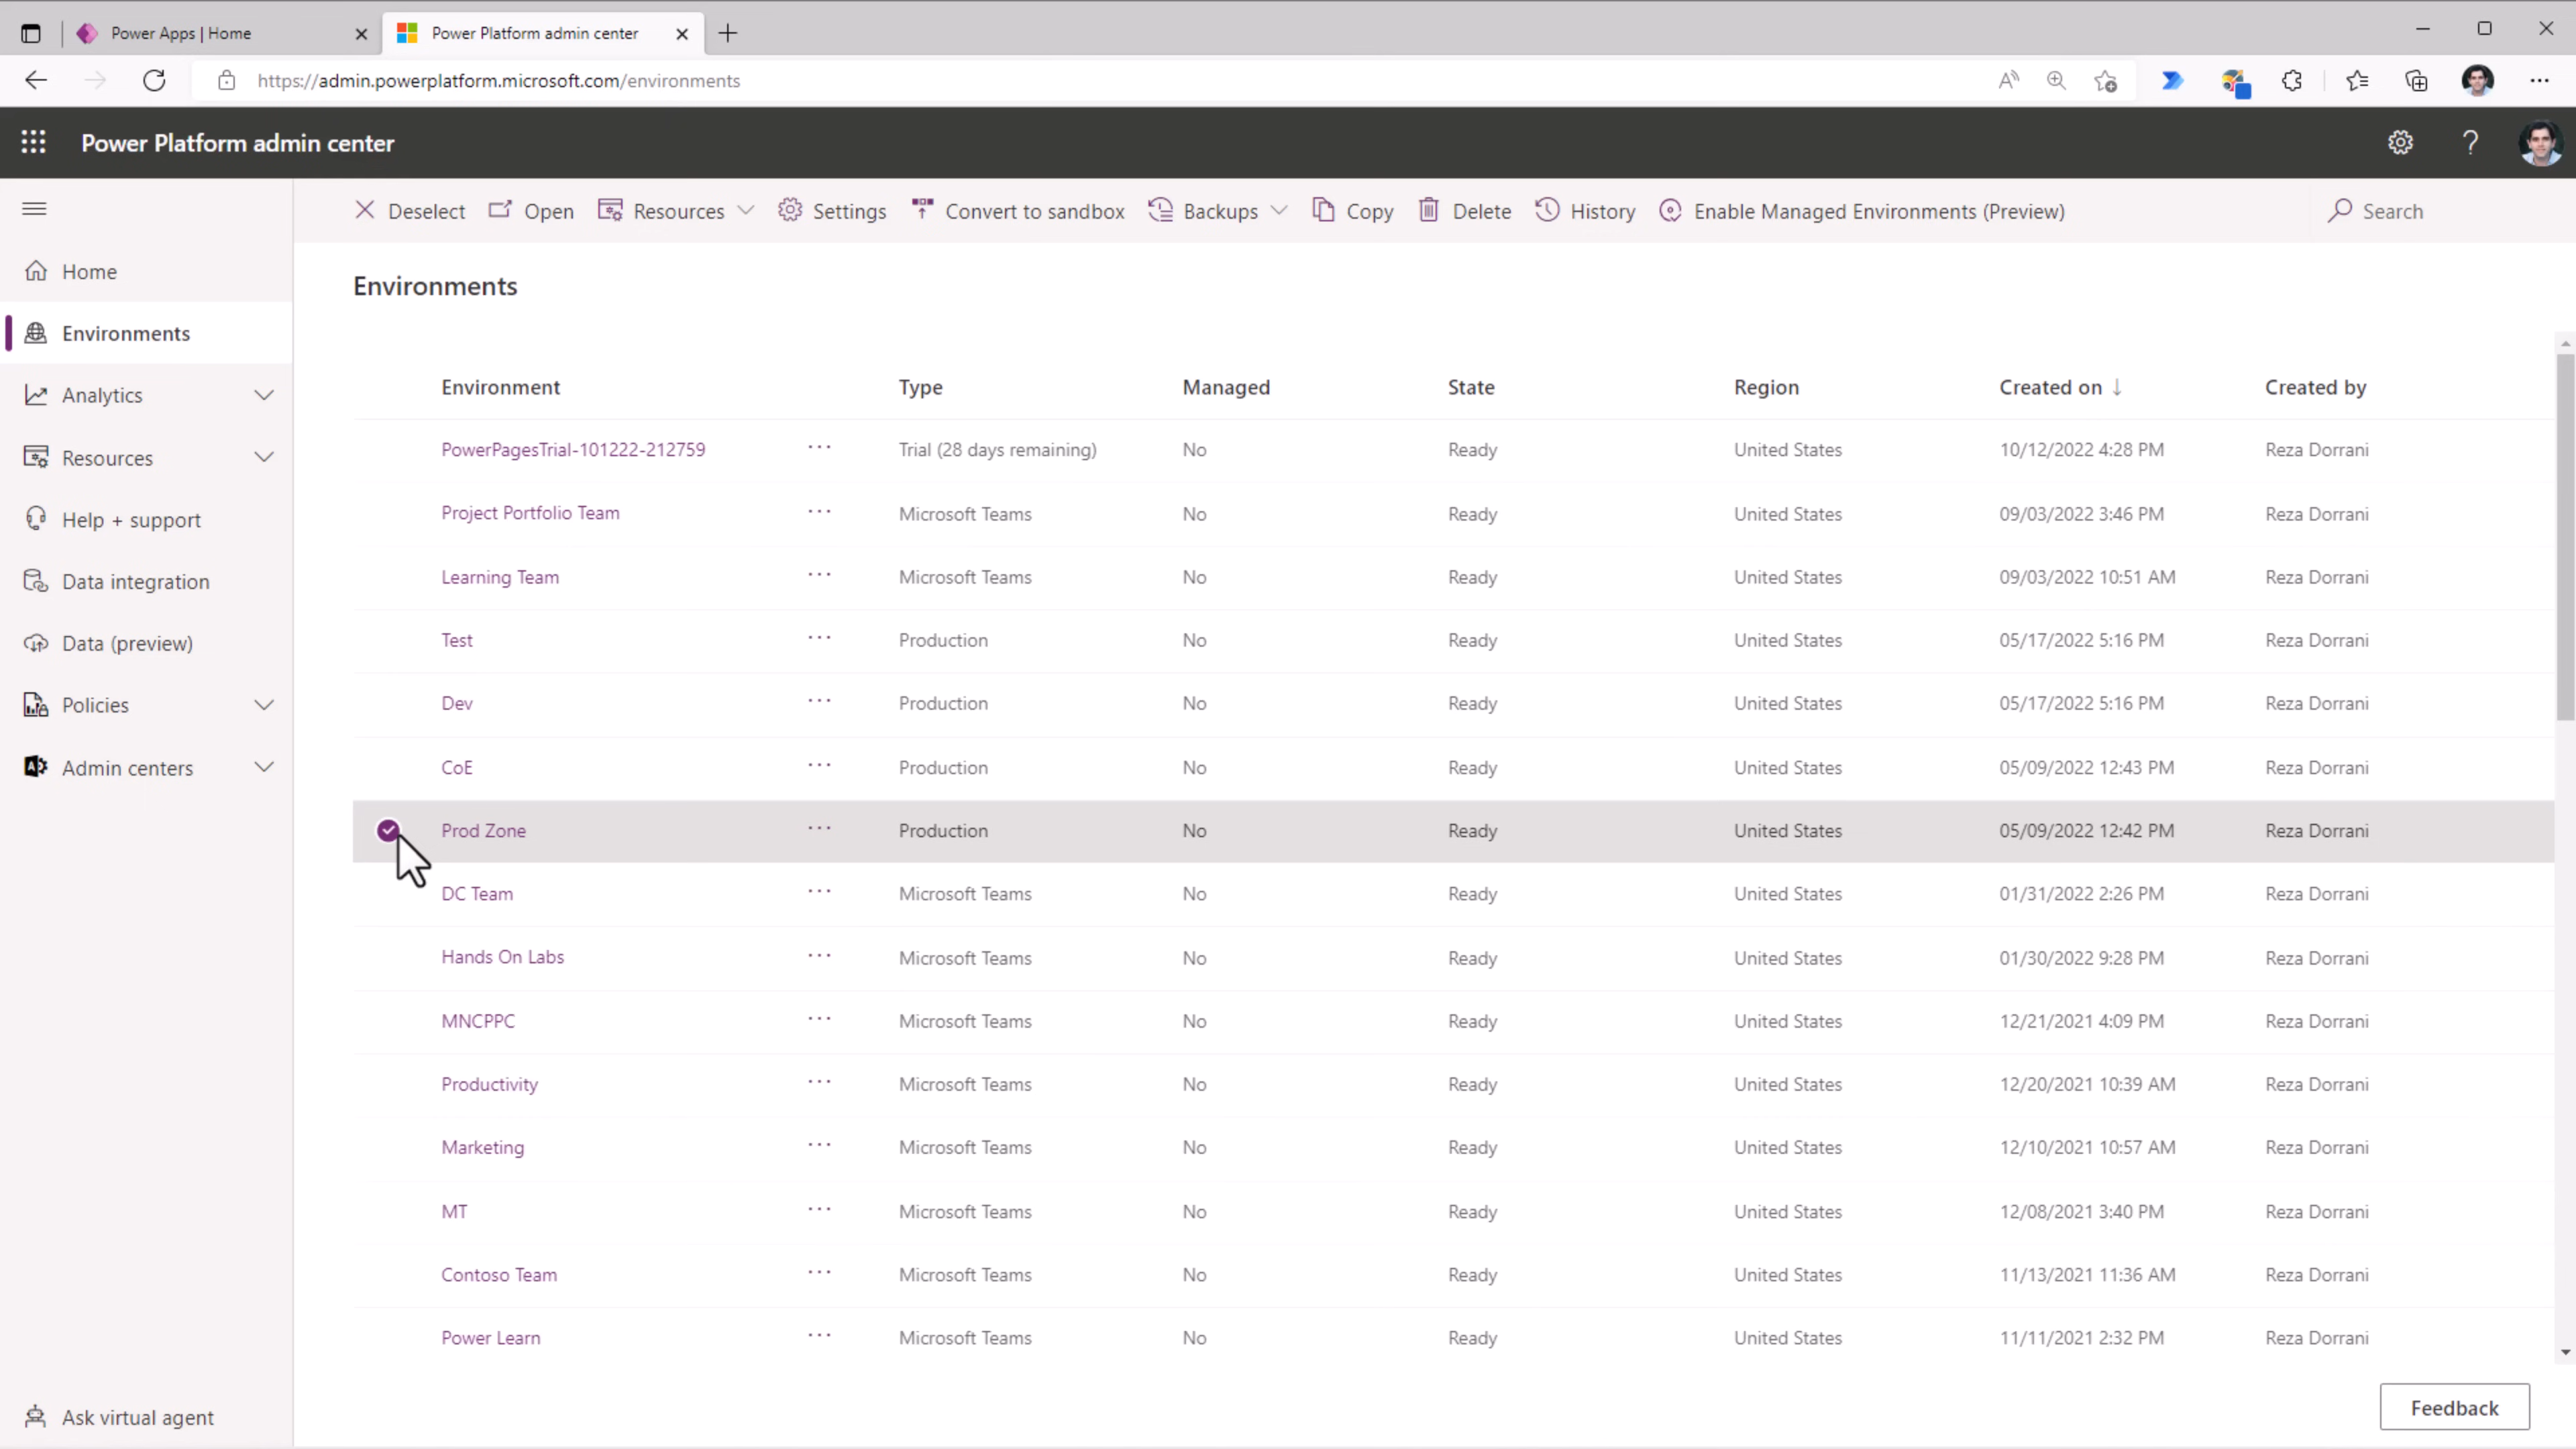 Power Apps | Home
Power Platform admin center
https://admin.powerplatform.microsoft.com/environments
Power Platform admin center
Deselect Open Resources Settings Convert to sandbox Backups Copy Delete History Enable Managed Environments (Preview) Search
Home
Environments
Analytics
Resources
Help + support
Data integration
Data (preview)
Policies
Admin centers
Ask virtual agent
Environments
Environment Type Managed State Region Created on ↓ Created by
PowerPagesTrial-101222-212759 ··· Trial (28 days remaining) No Ready United States 10/12/2022 4:28 PM Reza Dorrani
Project Portfolio Team ··· Microsoft Teams No Ready United States 09/03/2022 3:46 PM Reza Dorrani
Learning Team ··· Microsoft Teams No Ready United States 09/03/2022 10:51 AM Reza Dorrani
Test ··· Production No Ready United States 05/17/2022 5:16 PM Reza Dorrani
Dev ··· Production No Ready United States 05/17/2022 5:16 PM Reza Dorrani
CoE ··· Production No Ready United States 05/09/2022 12:43 PM Reza Dorrani
Prod Zone ··· Production No Ready United States 05/09/2022 12:42 PM Reza Dorrani
DC Team ··· Microsoft Teams No Ready United States 01/31/2022 2:26 PM Reza Dorrani
Hands On Labs ··· Microsoft Teams No Ready United States 01/30/2022 9:28 PM Reza Dorrani
MNCPPC ··· Microsoft Teams No Ready United States 12/21/2021 4:09 PM Reza Dorrani
Productivity ··· Microsoft Teams No Ready United States 12/20/2021 10:39 AM Reza Dorrani
Marketing ··· Microsoft Teams No Ready United States 12/10/2021 10:57 AM Reza Dorrani
MT ··· Microsoft Teams No Ready United States 12/08/2021 3:40 PM Reza Dorrani
Contoso Team ··· Microsoft Teams No Ready United States 11/13/2021 11:36 AM Reza Dorrani
Power Learn ··· Microsoft Teams No Ready United States 11/11/2021 2:32 PM Reza Dorrani
Feedback